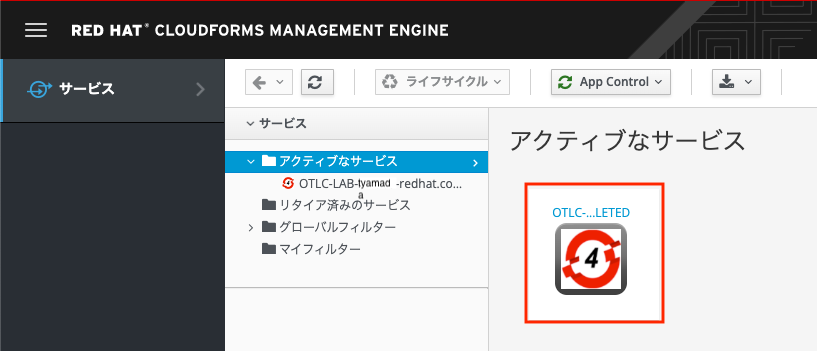 RED HAT® CLOUDFORMS MANAGEMENT ENGINE
サービス
ライフサイクル
App Control
サービス
アクティブなサービス
OTLC-LAB-tyamada-redhat.co...
リタイア済みのサービス
グローバルフィルター
マイフィルター
アクティブなサービス
OTLC-...LETED
4